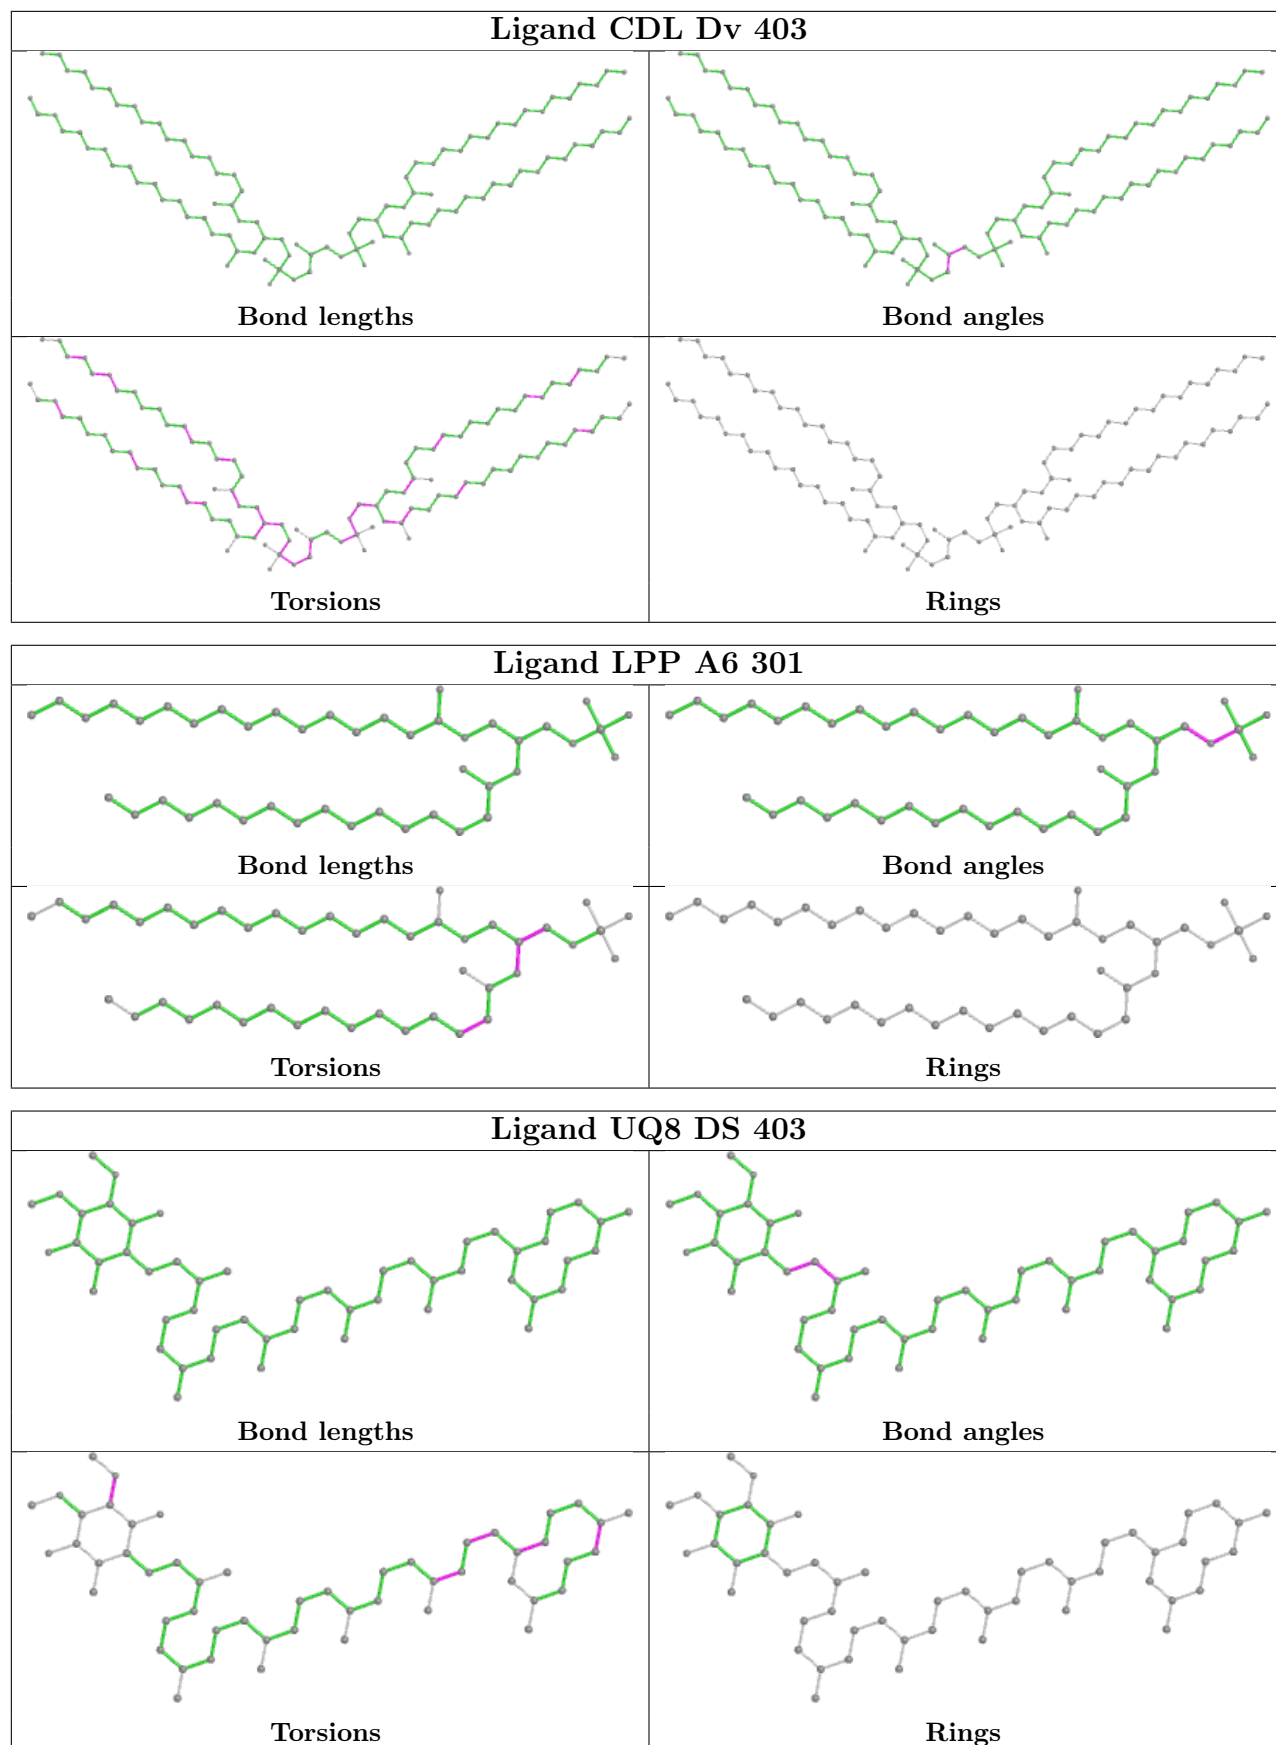 Ligand CDL Dv 403
Bond lengths
Bond angles
Torsions
Rings
Ligand LPP A6 301
Bond lengths
Bond angles
Torsions
Rings
Ligand UQ8 DS 403
Bond lengths
Bond angles
Torsions
Rings